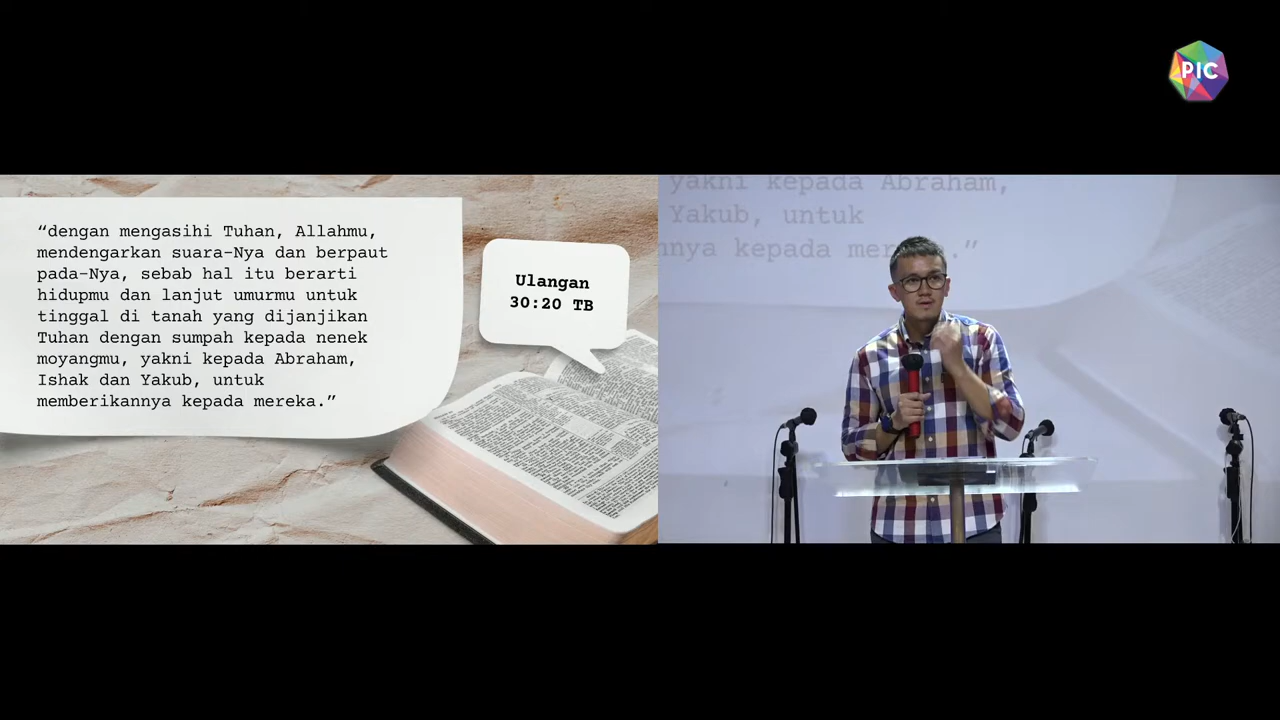 PIC
“dengan mengasihi Tuhan, Allahmu,
mendengarkan suara-Nya dan berpaut
pada-Nya, sebab hal itu berarti
hidupmu dan lanjut umurmu untuk
tinggal di tanah yang dijanjikan
Tuhan dengan sumpah kepada nenek
moyangmu, yakni kepada Abraham,
Ishak dan Yakub, untuk
memberikannya kepada mereka.”
Ulangan
30:20 TB
yakni kepada Abraham,
Yakub, untuk
nnya kepada mere .”